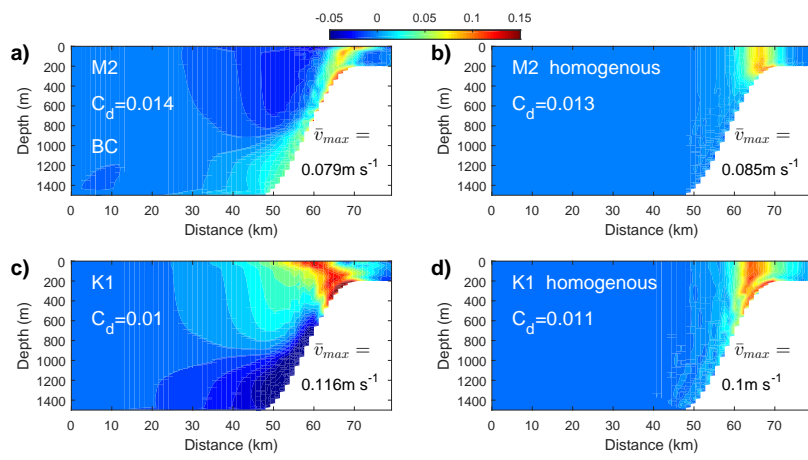 -0.05 0 0.05 0.1 0.15
a)
M2
C_d=0.014
BC
v̄_max =
0.079m s⁻¹
0
200
400
600
800
1000
1200
1400
Depth (m)
0 10 20 30 40 50 60 70
Distance (km)
b)
M2 homogenous
C_d=0.013
v̄_max =
0.085m s⁻¹
0
200
400
600
800
1000
1200
1400
Depth (m)
0 10 20 30 40 50 60 70
Distance (km)
c)
K1
C_d=0.01
v̄_max =
0.116m s⁻¹
0
200
400
600
800
1000
1200
1400
Depth (m)
0 10 20 30 40 50 60 70
Distance (km)
d)
K1 homogenous
C_d=0.011
v̄_max =
0.1m s⁻¹
0
200
400
600
800
1000
1200
1400
Depth (m)
0 10 20 30 40 50 60 70
Distance (km)